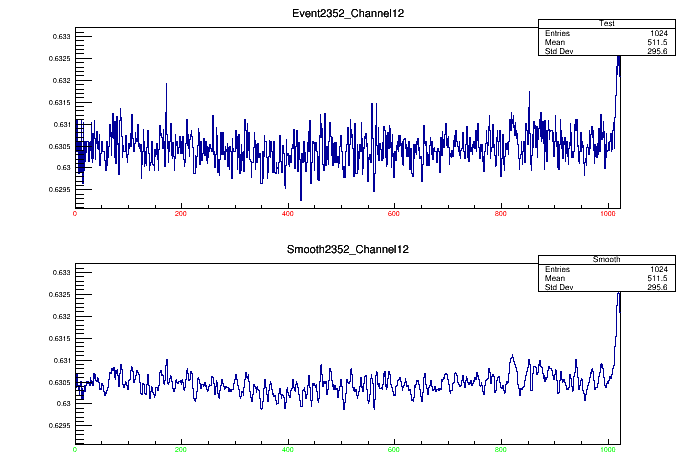 Event2352_Channel12
Test
Entries 1024
Mean 511.5
Std Dev 295.6
0.633
0.6325
0.632
0.6315
0.631
0.6305
0.63
0.6295
0 200 400 600 800 1000
Smooth2352_Channel12
Smooth
Entries 1024
Mean 511.5
Std Dev 295.6
0.633
0.6325
0.632
0.6315
0.631
0.6305
0.63
0.6295
0 200 400 600 800 1000